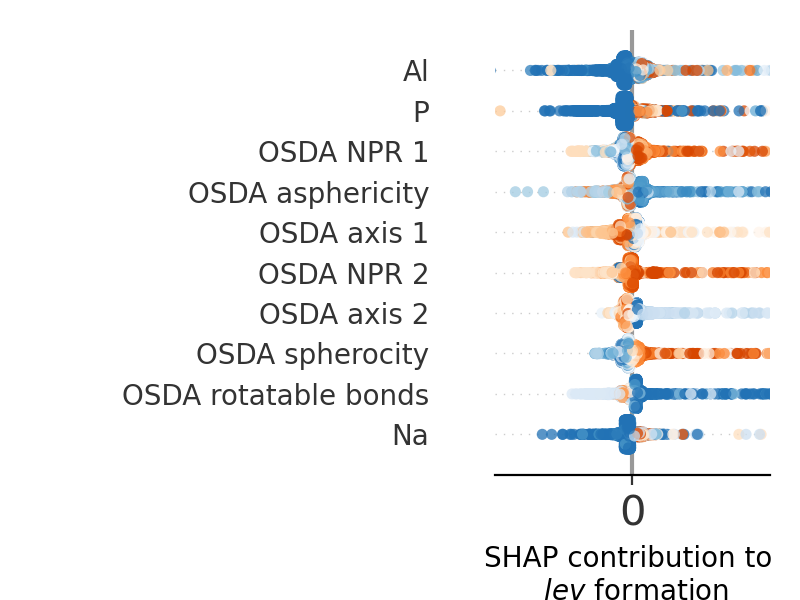 Al
P
OSDA NPR 1
OSDA asphericity
OSDA axis 1
OSDA NPR 2
OSDA axis 2
OSDA spherocity
OSDA rotatable bonds
Na
0
SHAP contribution to
lev formation